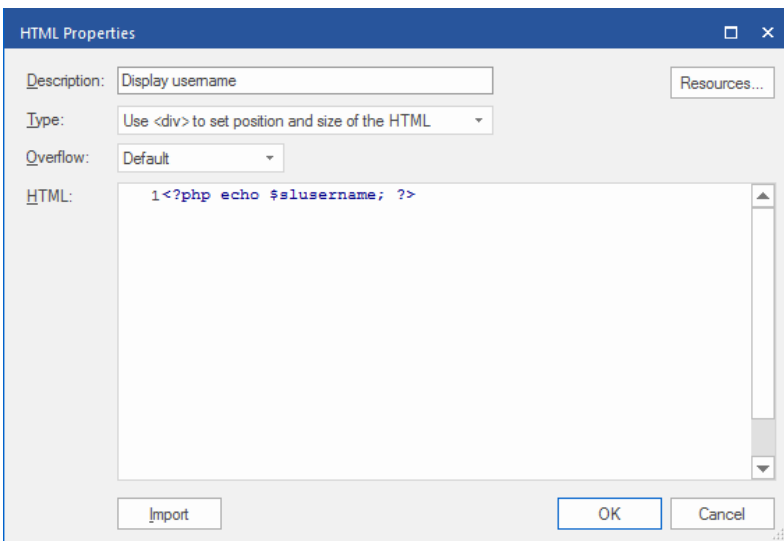 HTML Properties
Description: Display username Resources...
Type: Use <div> to set position and size of the HTML
Overflow: Default
HTML: 1<?php echo $slusername; ?>
Import OK Cancel